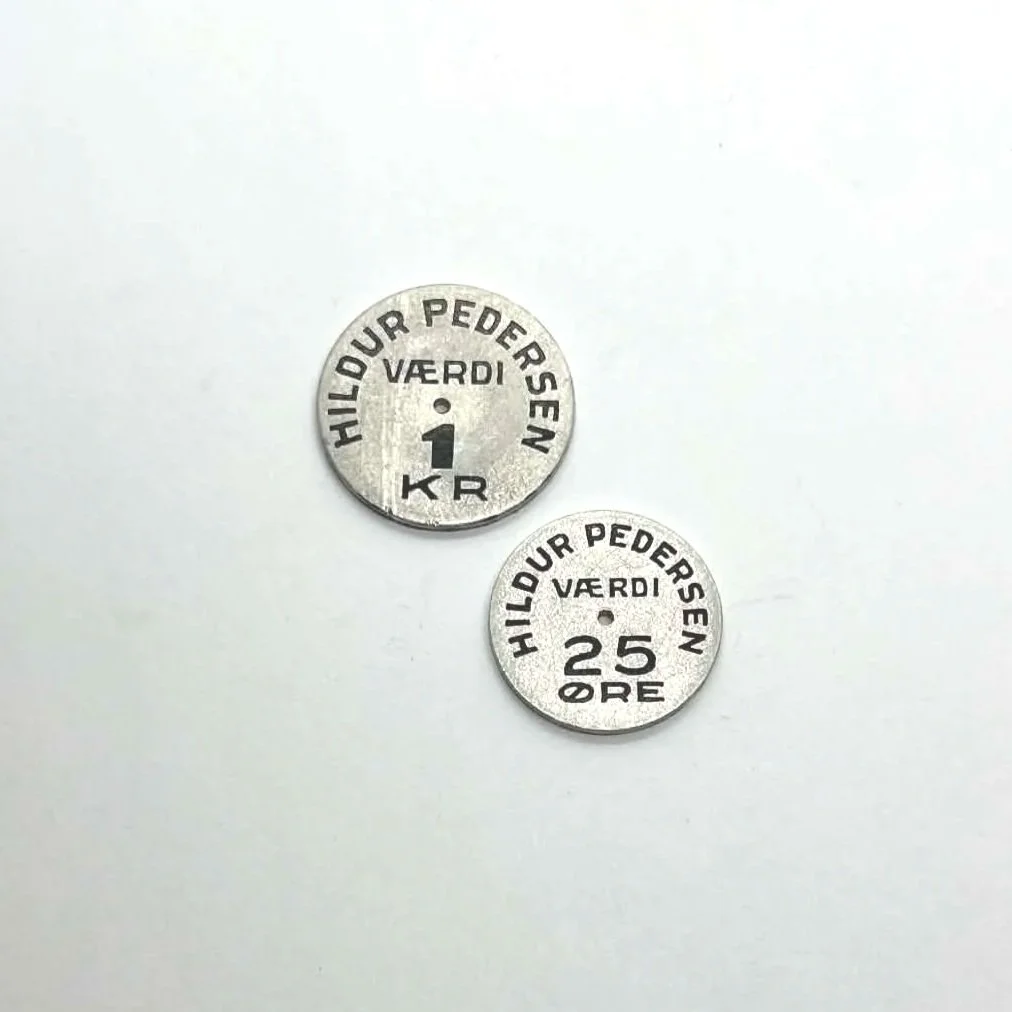 HILDUR PEDERSEN
VÆRDI
1
KR
HILDUR PEDERSEN
VÆRDI
25
ØRE